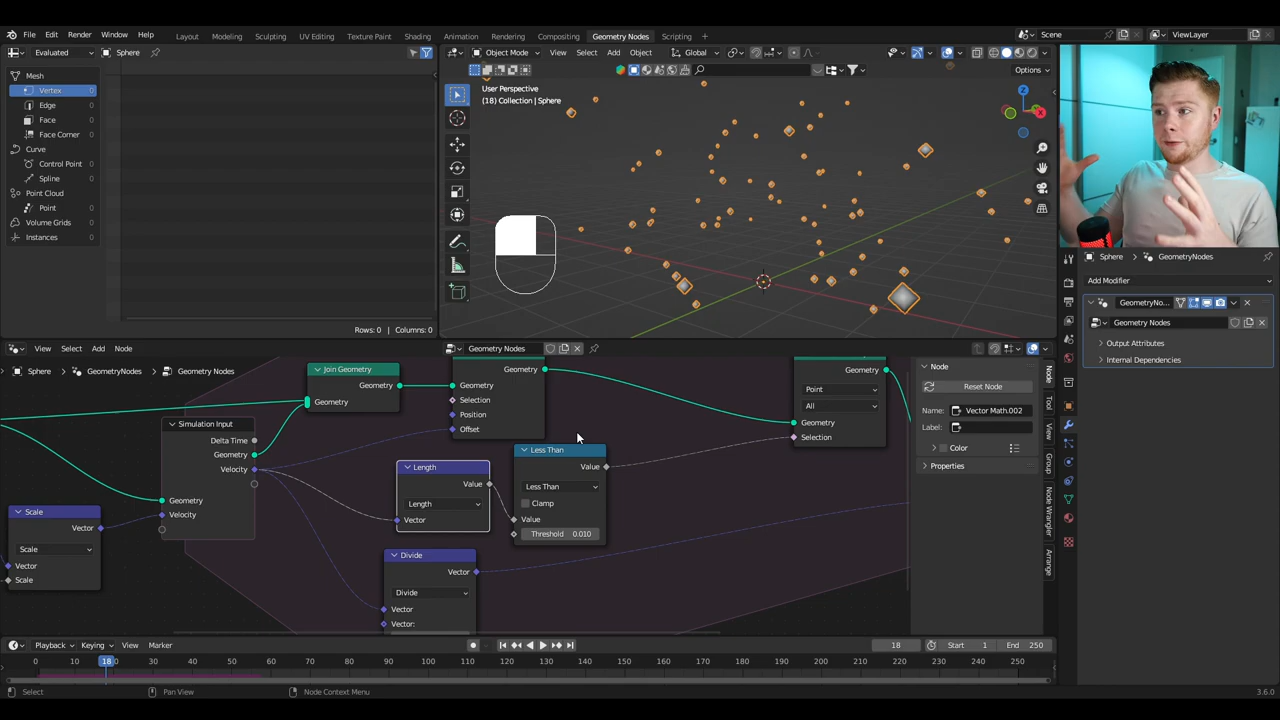 File Edit Render Window Help
Layout Modeling Sculpting UV Editing Texture Paint Shading Animation Rendering Compositing Geometry Nodes Scripting
Scene
ViewLayer
Evaluated
Sphere
Object Mode
View Select Add Object
Global
Options
Mesh
Vertex 0
Edge 0
Face 0
Face Corner 0
Curve
Control Point 0
Spline 0
Point Cloud
Point 0
Volume Grids 0
Instances 0
Rows: 0 Columns: 0
User Perspective
(18) Collection | Sphere
Z
Sphere GeometryNodes
Add Modifier
GeometryNo...
Geometry Nodes
Output Attributes
Internal Dependencies
View Select Add Node
Geometry Nodes
Sphere GeometryNodes Geometry Nodes
Join Geometry
Geometry
Geometry
Geometry
Geometry
Selection
Position
Offset
Simulation Input
Delta Time
Geometry
Velocity
Geometry
Velocity
Scale
Vector
Scale
Vector
Scale
Length
Value
Length
Vector
Less Than
Value
Less Than
Clamp
Value
Threshold 0.010
Divide
Vector
Divide
Vector
Vector:
Geometry
Point
All
Geometry
Selection
Node
Reset Node
Name: Vector Math.002
Label:
Color
Properties
Node
Tool
View
Group
Node Wrangler
Arrange
Playback Keying View Marker
18 Start 1 End 250
0 10 18 20 30 40 50 60 70 80 90 100 110 120 130 140 150 160 170 180 190 200 210 220 230 240 250
Select Pan View Node Context Menu 3.6.0